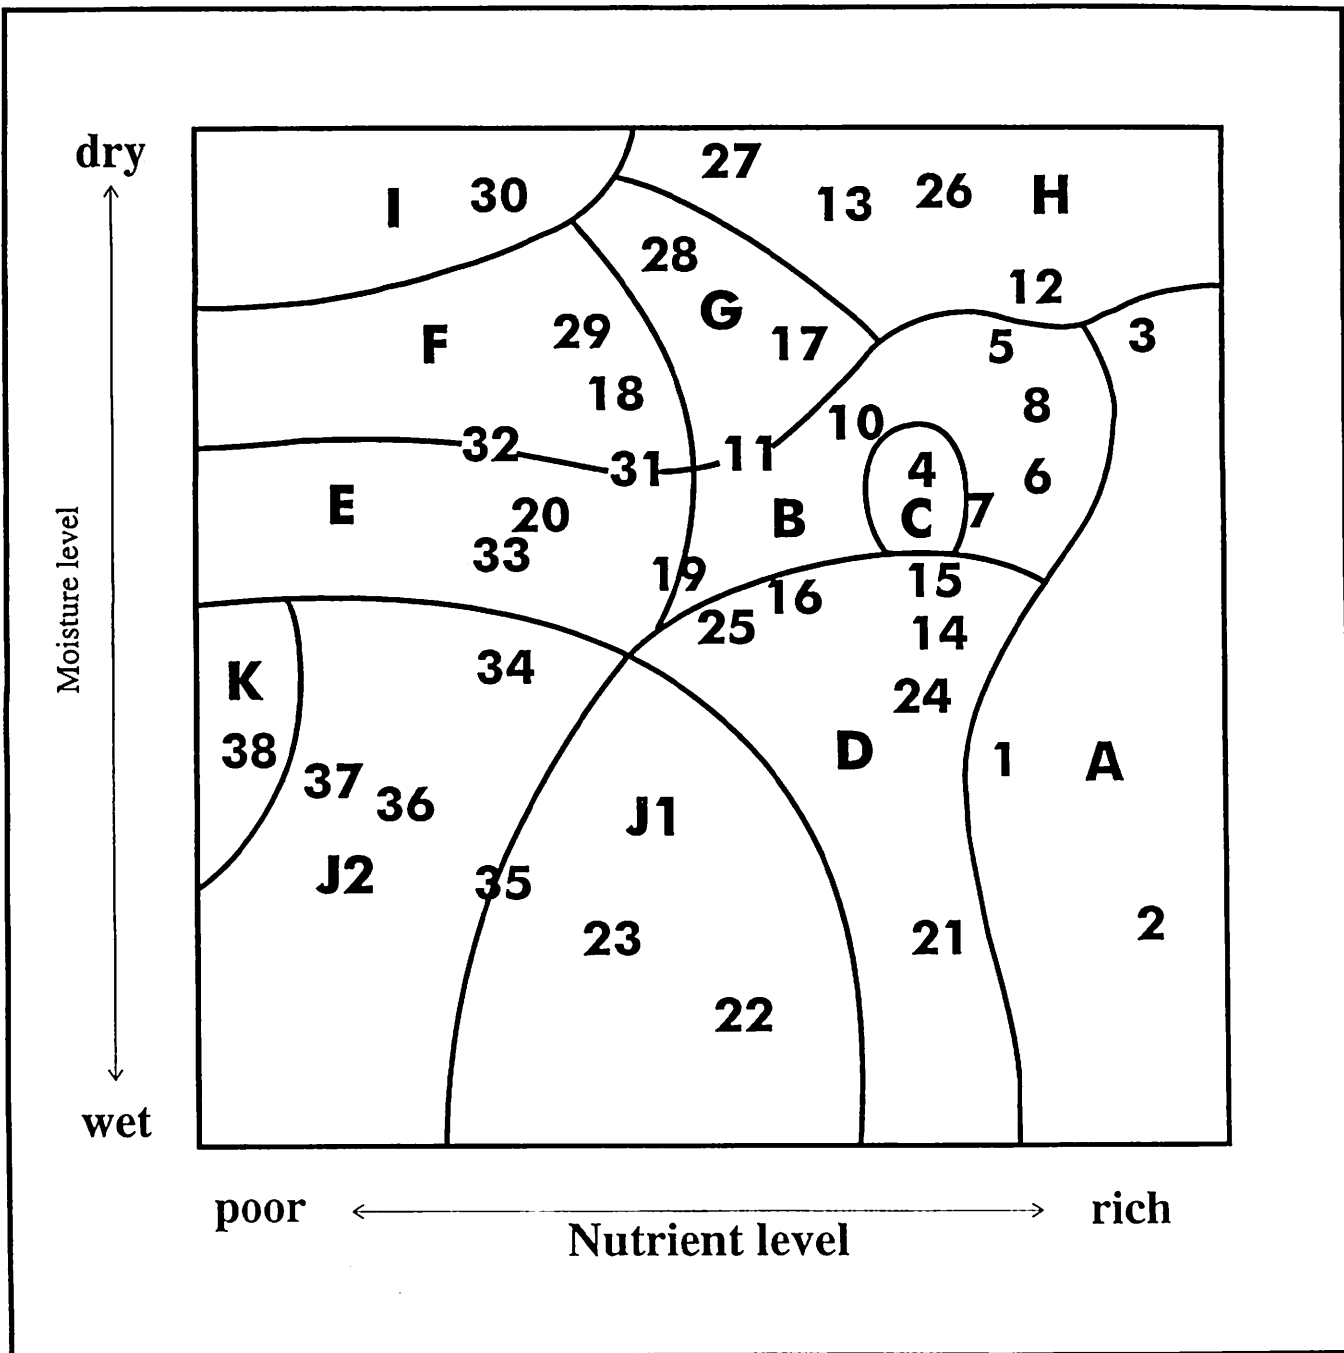 dry
27
I 30 13 26 H
28
G 12
F 29 17 5 3
18 10 8
32 31 11 4 6
E 20 B C 7
33 19 16 15
25 14
K 34 24
38 37 36 D 1 A
J1
J2 35
23 21 2
22
wet
Moisture level
poor rich
Nutrient level